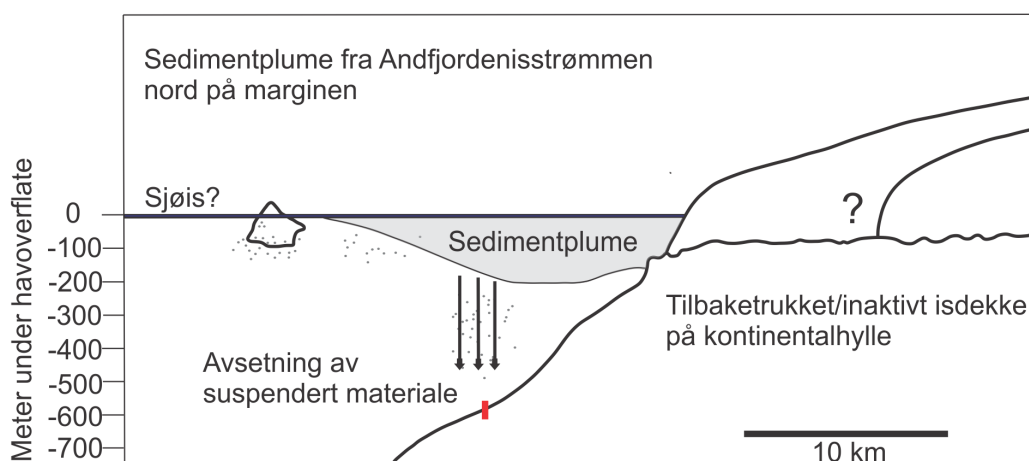 Sedimentplume fra Andfjordenisstrømmen
nord på marginen
Meter under havoverflate
Sjøis?
0
-100
-200
-300
-400
-500
-600
-700
Sedimentplume
?
Tilbaketrukket/inaktivt isdekke
på kontinentalhylle
Avsetning av
suspendert materiale
10 km